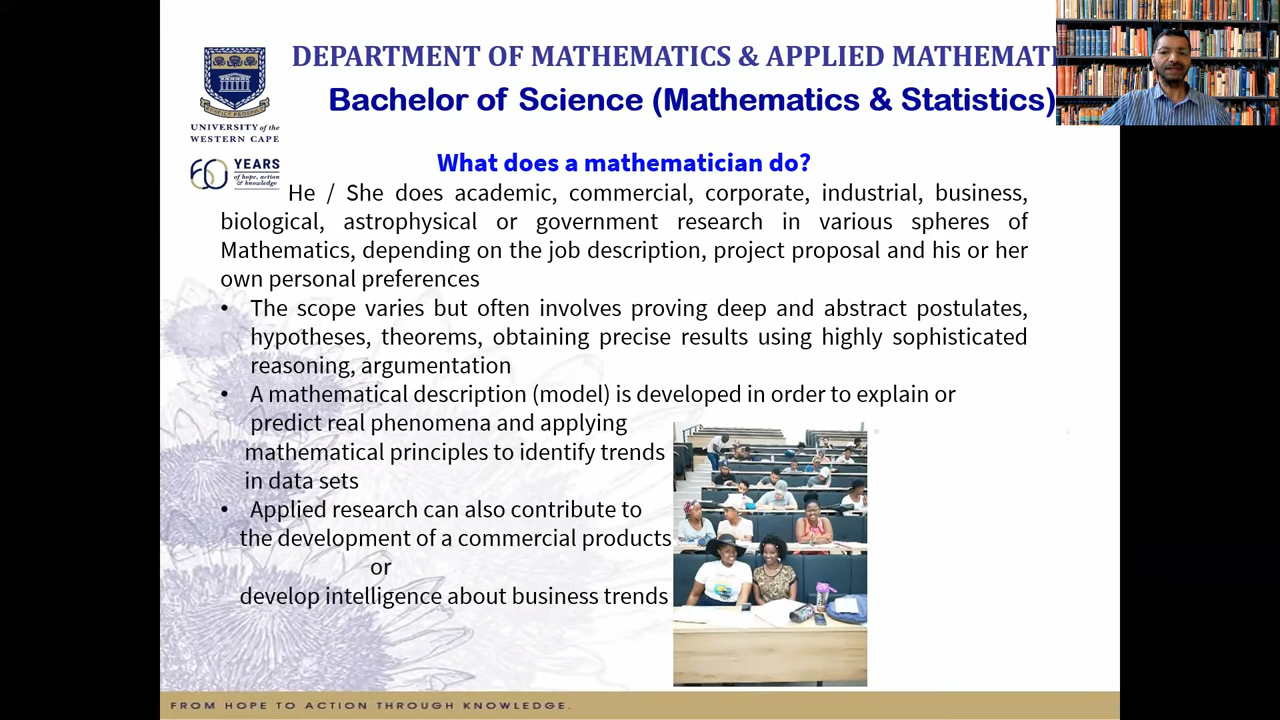 DEPARTMENT OF MATHEMATICS & APPLIED MATHEMATI
Bachelor of Science (Mathematics & Statistics)
UNIVERSITY of the
WESTERN CAPE
60 YEARS
of hope, action
& knowledge
What does a mathematician do?
He / She does academic, commercial, corporate, industrial, business,
biological, astrophysical or government research in various spheres of
Mathematics, depending on the job description, project proposal and his or her
own personal preferences
• The scope varies but often involves proving deep and abstract postulates,
hypotheses, theorems, obtaining precise results using highly sophisticated
reasoning, argumentation
• A mathematical description (model) is developed in order to explain or
predict real phenomena and applying
mathematical principles to identify trends
in data sets
• Applied research can also contribute to
the development of a commercial products
or
develop intelligence about business trends
FROM HOPE TO ACTION THROUGH KNOWLEDGE.